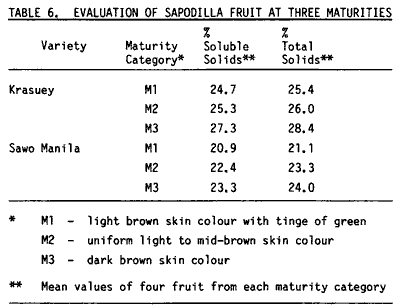 TABLE 6. EVALUATION OF SAPODILLA FRUIT AT THREE MATURITIES
Variety Maturity Category* % Soluble Solids** % Total Solids**
Krasuey M1 24.7 25.4
M2 25.3 26.0
M3 27.3 28.4
Sawo Manila M1 20.9 21.1
M2 22.4 23.3
M3 23.3 24.0
* M1 - light brown skin colour with tinge of green
M2 - uniform light to mid-brown skin colour
M3 - dark brown skin colour
** Mean values of four fruit from each maturity category